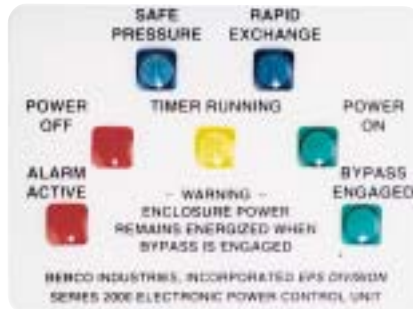 SAFE
PRESSURE
RAPID
EXCHANGE
POWER
OFF
TIMER RUNNING
POWER
ON
ALARM
ACTIVE
– WARNING –
ENCLOSURE POWER
REMAINS ENERGIZED WHEN
BYPASS IS ENGAGED
BYPASS
ENGAGED
BEBCO INDUSTRIES, INCORPORATED EPS DIVISION
SERIES 2000 ELECTRONIC POWER CONTROL UNIT